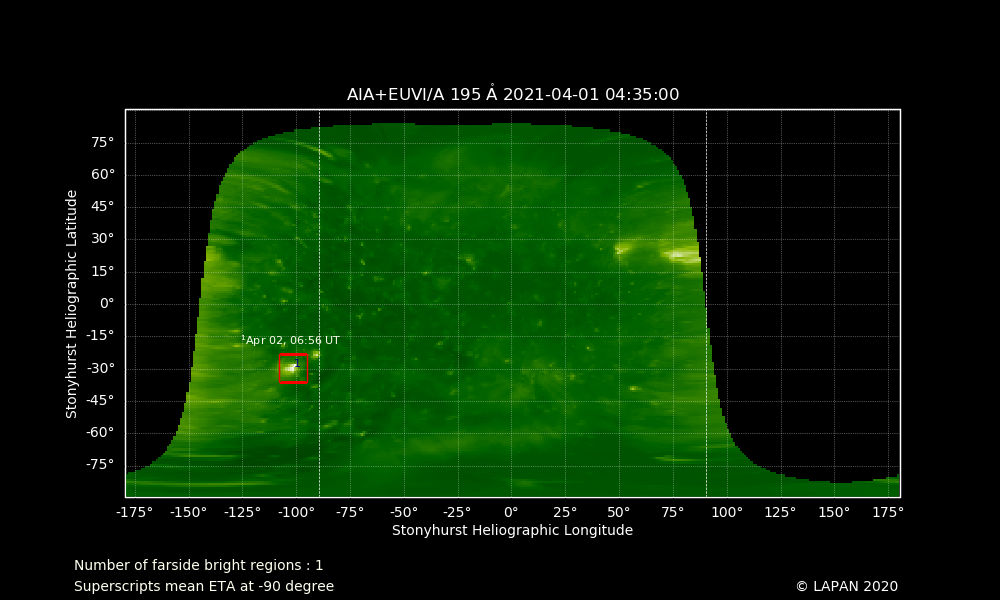 AIA+EUVI/A 195 Å 2021-04-01 04:35:00
Stonyhurst Heliographic Latitude
75°
60°
45°
30°
15°
0°
-15°
-30°
-45°
-60°
-75°
¹Apr 02, 06:56 UT
-175° -150° -125° -100° -75° -50° -25° 0° 25° 50° 75° 100° 125° 150° 175°
Stonyhurst Heliographic Longitude
Number of farside bright regions : 1
Superscripts mean ETA at -90 degree
© LAPAN 2020